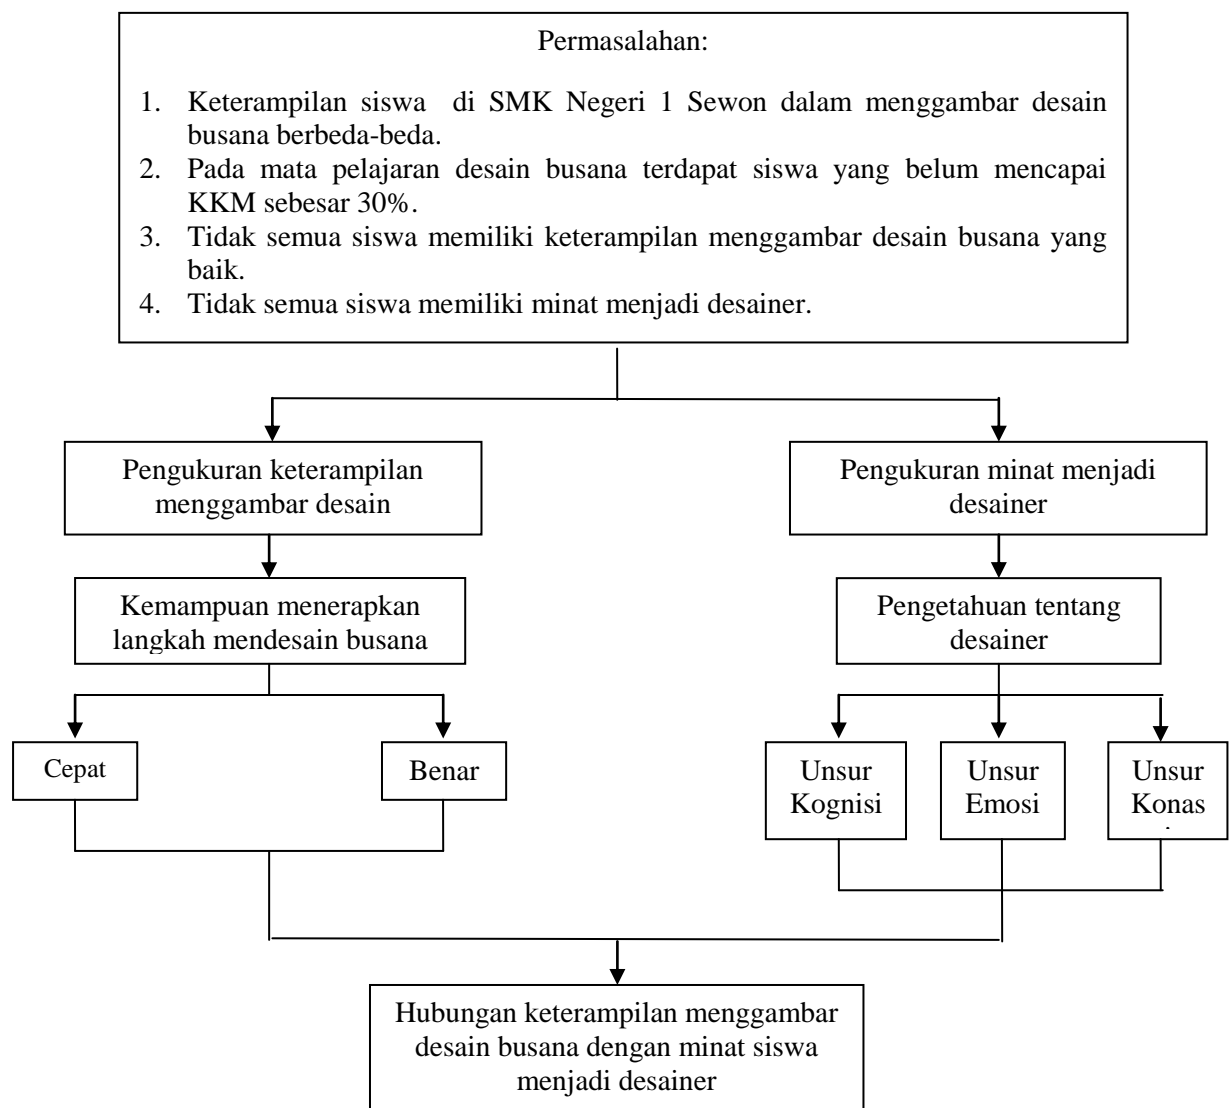 Permasalahan:
1. Keterampilan siswa di SMK Negeri 1 Sewon dalam menggambar desain
busana berbeda-beda.
2. Pada mata pelajaran desain busana terdapat siswa yang belum mencapai
KKM sebesar 30%.
3. Tidak semua siswa memiliki keterampilan menggambar desain busana yang
baik.
4. Tidak semua siswa memiliki minat menjadi desainer.
Pengukuran keterampilan
menggambar desain
Pengukuran minat menjadi
desainer
Kemampuan menerapkan
langkah mendesain busana
Pengetahuan tentang
desainer
Cepat
Benar
Unsur
Kognisi
Unsur
Emosi
Unsur
Konas
Hubungan keterampilan menggambar
desain busana dengan minat siswa
menjadi desainer